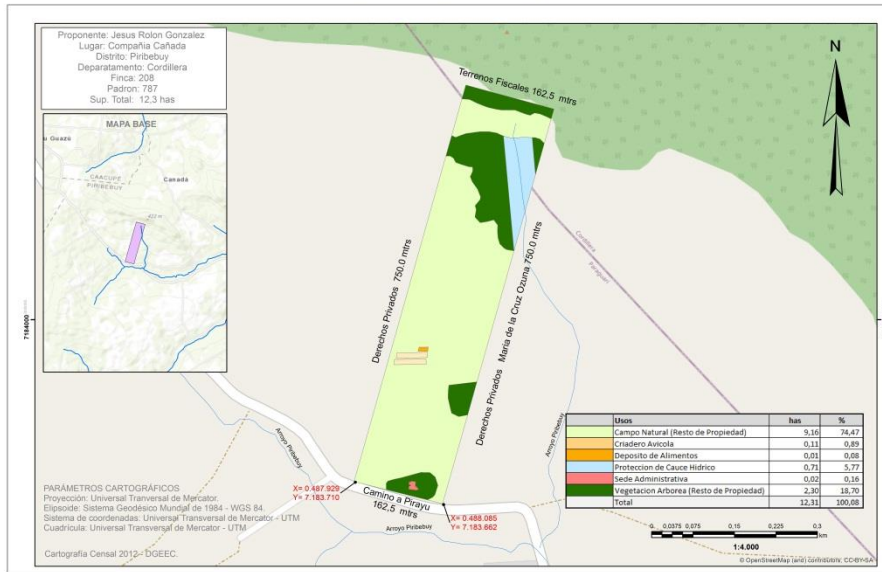 Proponente: Jesus Rolon Gonzalez
Lugar: Compañia Cañada
Distrito: Piribebuy
Deparatamento: Cordillera
Finca: 208
Padron: 787
Sup. Total: 12,3 has
MAPA BASE
u Guazú
CAACUPÉ
PIRIBEBUY
Canadá
422 m
N
Terrenos Fiscales 162,5 mtrs
Cordillera
Paraguarí
Derechos Privados 750.0 mtrs
Derechos Privados Maria de la Cruz Ozuna 750.0 mtrs
7184000
Arroyo Piribebuy
Arroyo Piribebuy
X= 0.487.929
Y= 7.183.710
Camino a Pirayu
162,5 mtrs
X= 0.488.085
Y= 7.183.662
Arroyo Piribebuy
PARÁMETROS CARTOGRÁFICOS
Proyección: Universal Tranversal de Mercator.
Elipsoide: Sistema Geodésico Mundial de 1984 - WGS 84.
Sistema de coordenadas: Universal Transversal de Mercator - UTM
Cuadrícula: Universal Transversal de Mercator - UTM
Cartografía Censal 2012 - DGEEC.
Usos has %
Campo Natural (Resto de Propiedad) 9,16 74,47
Criadero Avicola 0,11 0,89
Deposito de Alimentos 0,01 0,08
Proteccion de Cauce Hidrico 0,71 5,77
Sede Administrativa 0,02 0,16
Vegetacion Arborea (Resto de Propiedad) 2,30 18,70
Total 12,31 100,08
0 0,0375 0,075 0,15 0,225 0,3
km
1:4.000
© OpenStreetMap (and) contributors, CC-BY-SA